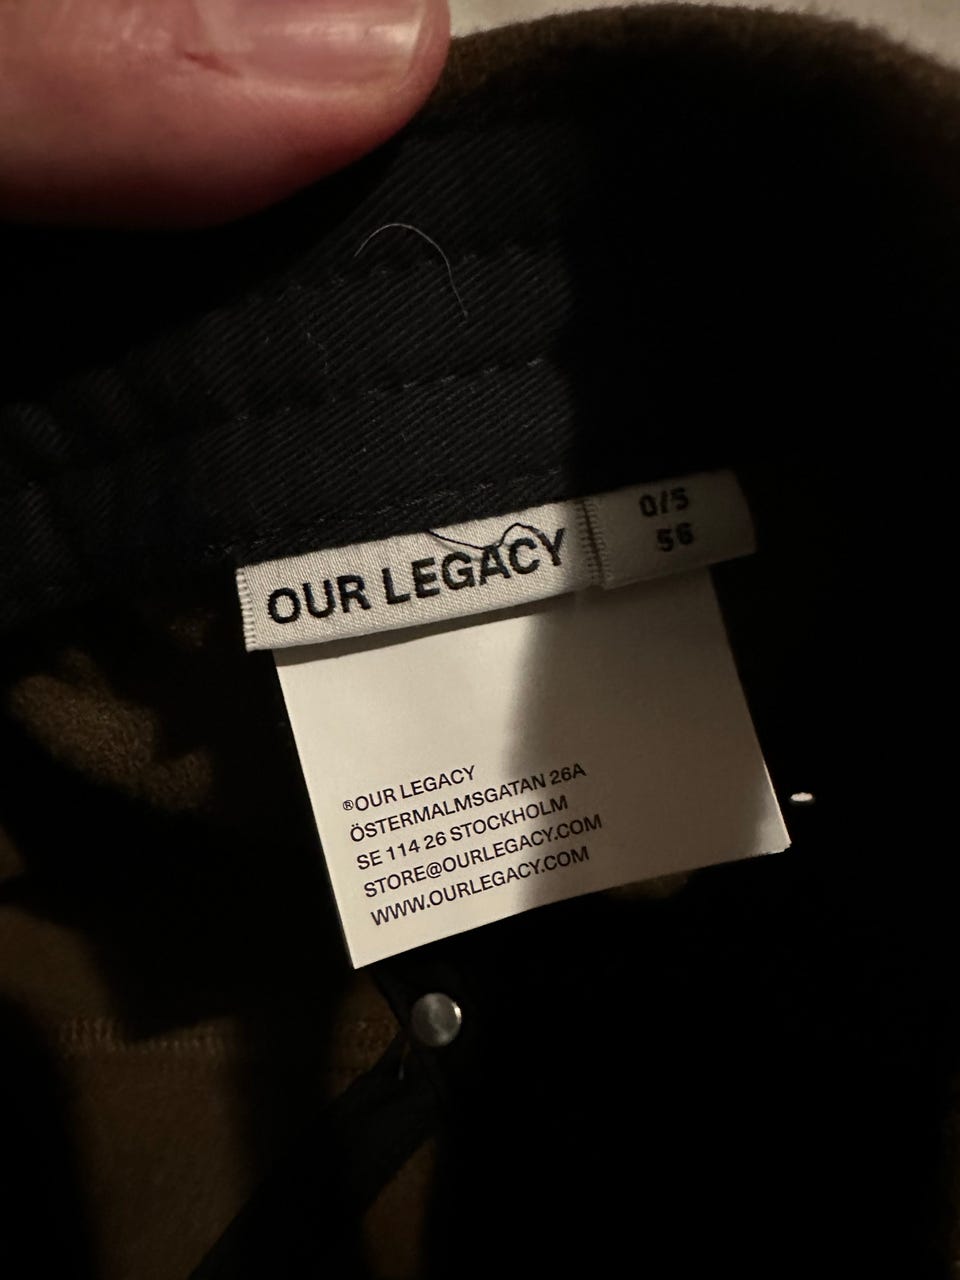 OUR LEGACY
0/5
56
®OUR LEGACY
ÖSTERMALMSGATAN 26A
SE 114 26 STOCKHOLM
STORE@OURLEGACY.COM
WWW.OURLEGACY.COM